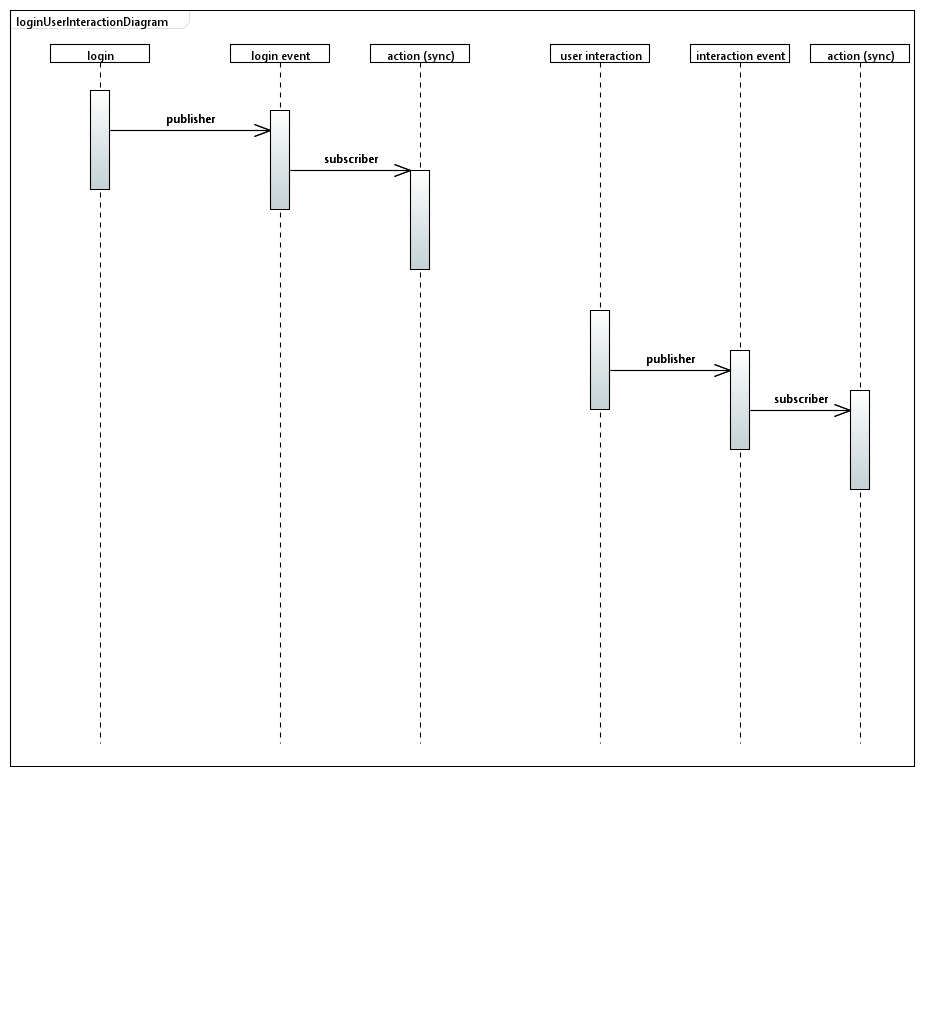 loginUserInteractionDiagram
login
login event
action (sync)
user interaction
interaction event
action (sync)
publisher
subscriber
publisher
subscriber